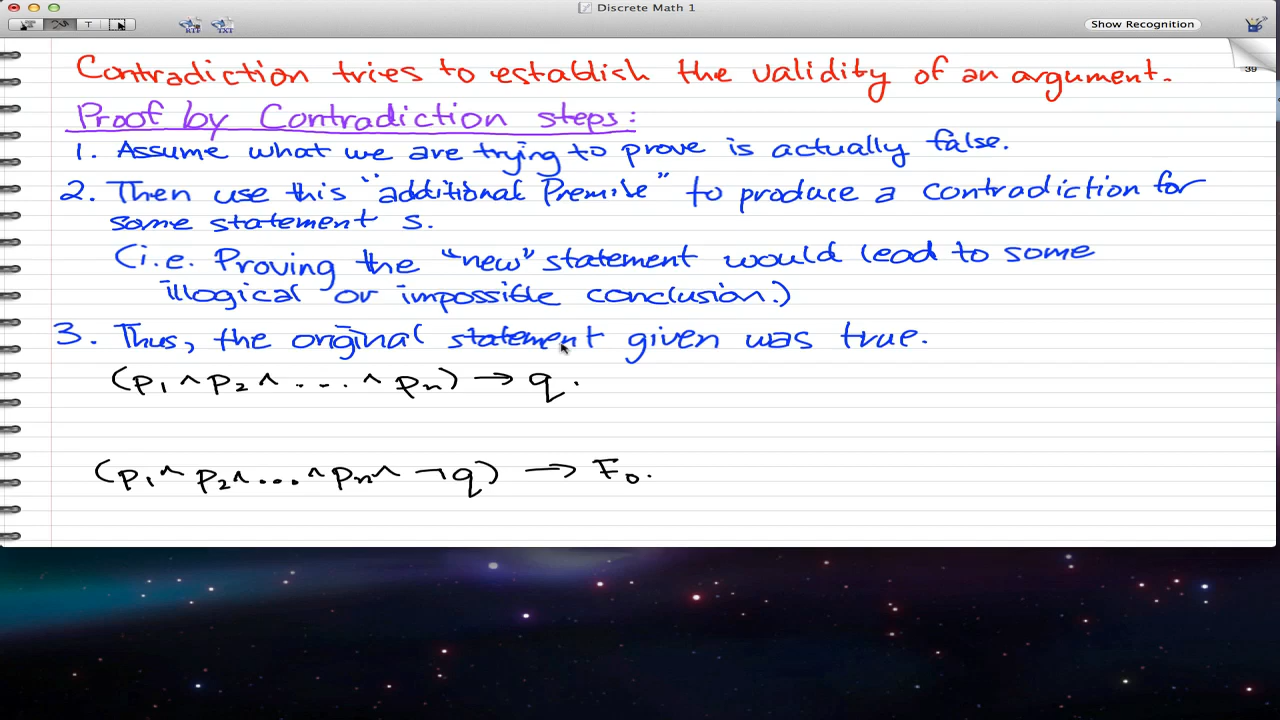 Discrete Math 1
T
RTF
TXT
Show Recognition
39
Contradiction tries to establish the validity of an argument.
Proof by Contradiction steps:
1. Assume what we are trying to prove is actually false.
2. Then use this "additional Premise" to produce a contradiction for
some statement s.
(i.e. Proving the "new" statement would lead to some
illogical or impossible conclusion.)
3. Thus, the original statement given was true.
(p₁ ^ p₂ ^ .... ^ pₙ) → q.
(p₁ ^ p₂ ^ ... ^ pₙ ^ ¬q) → F₀.